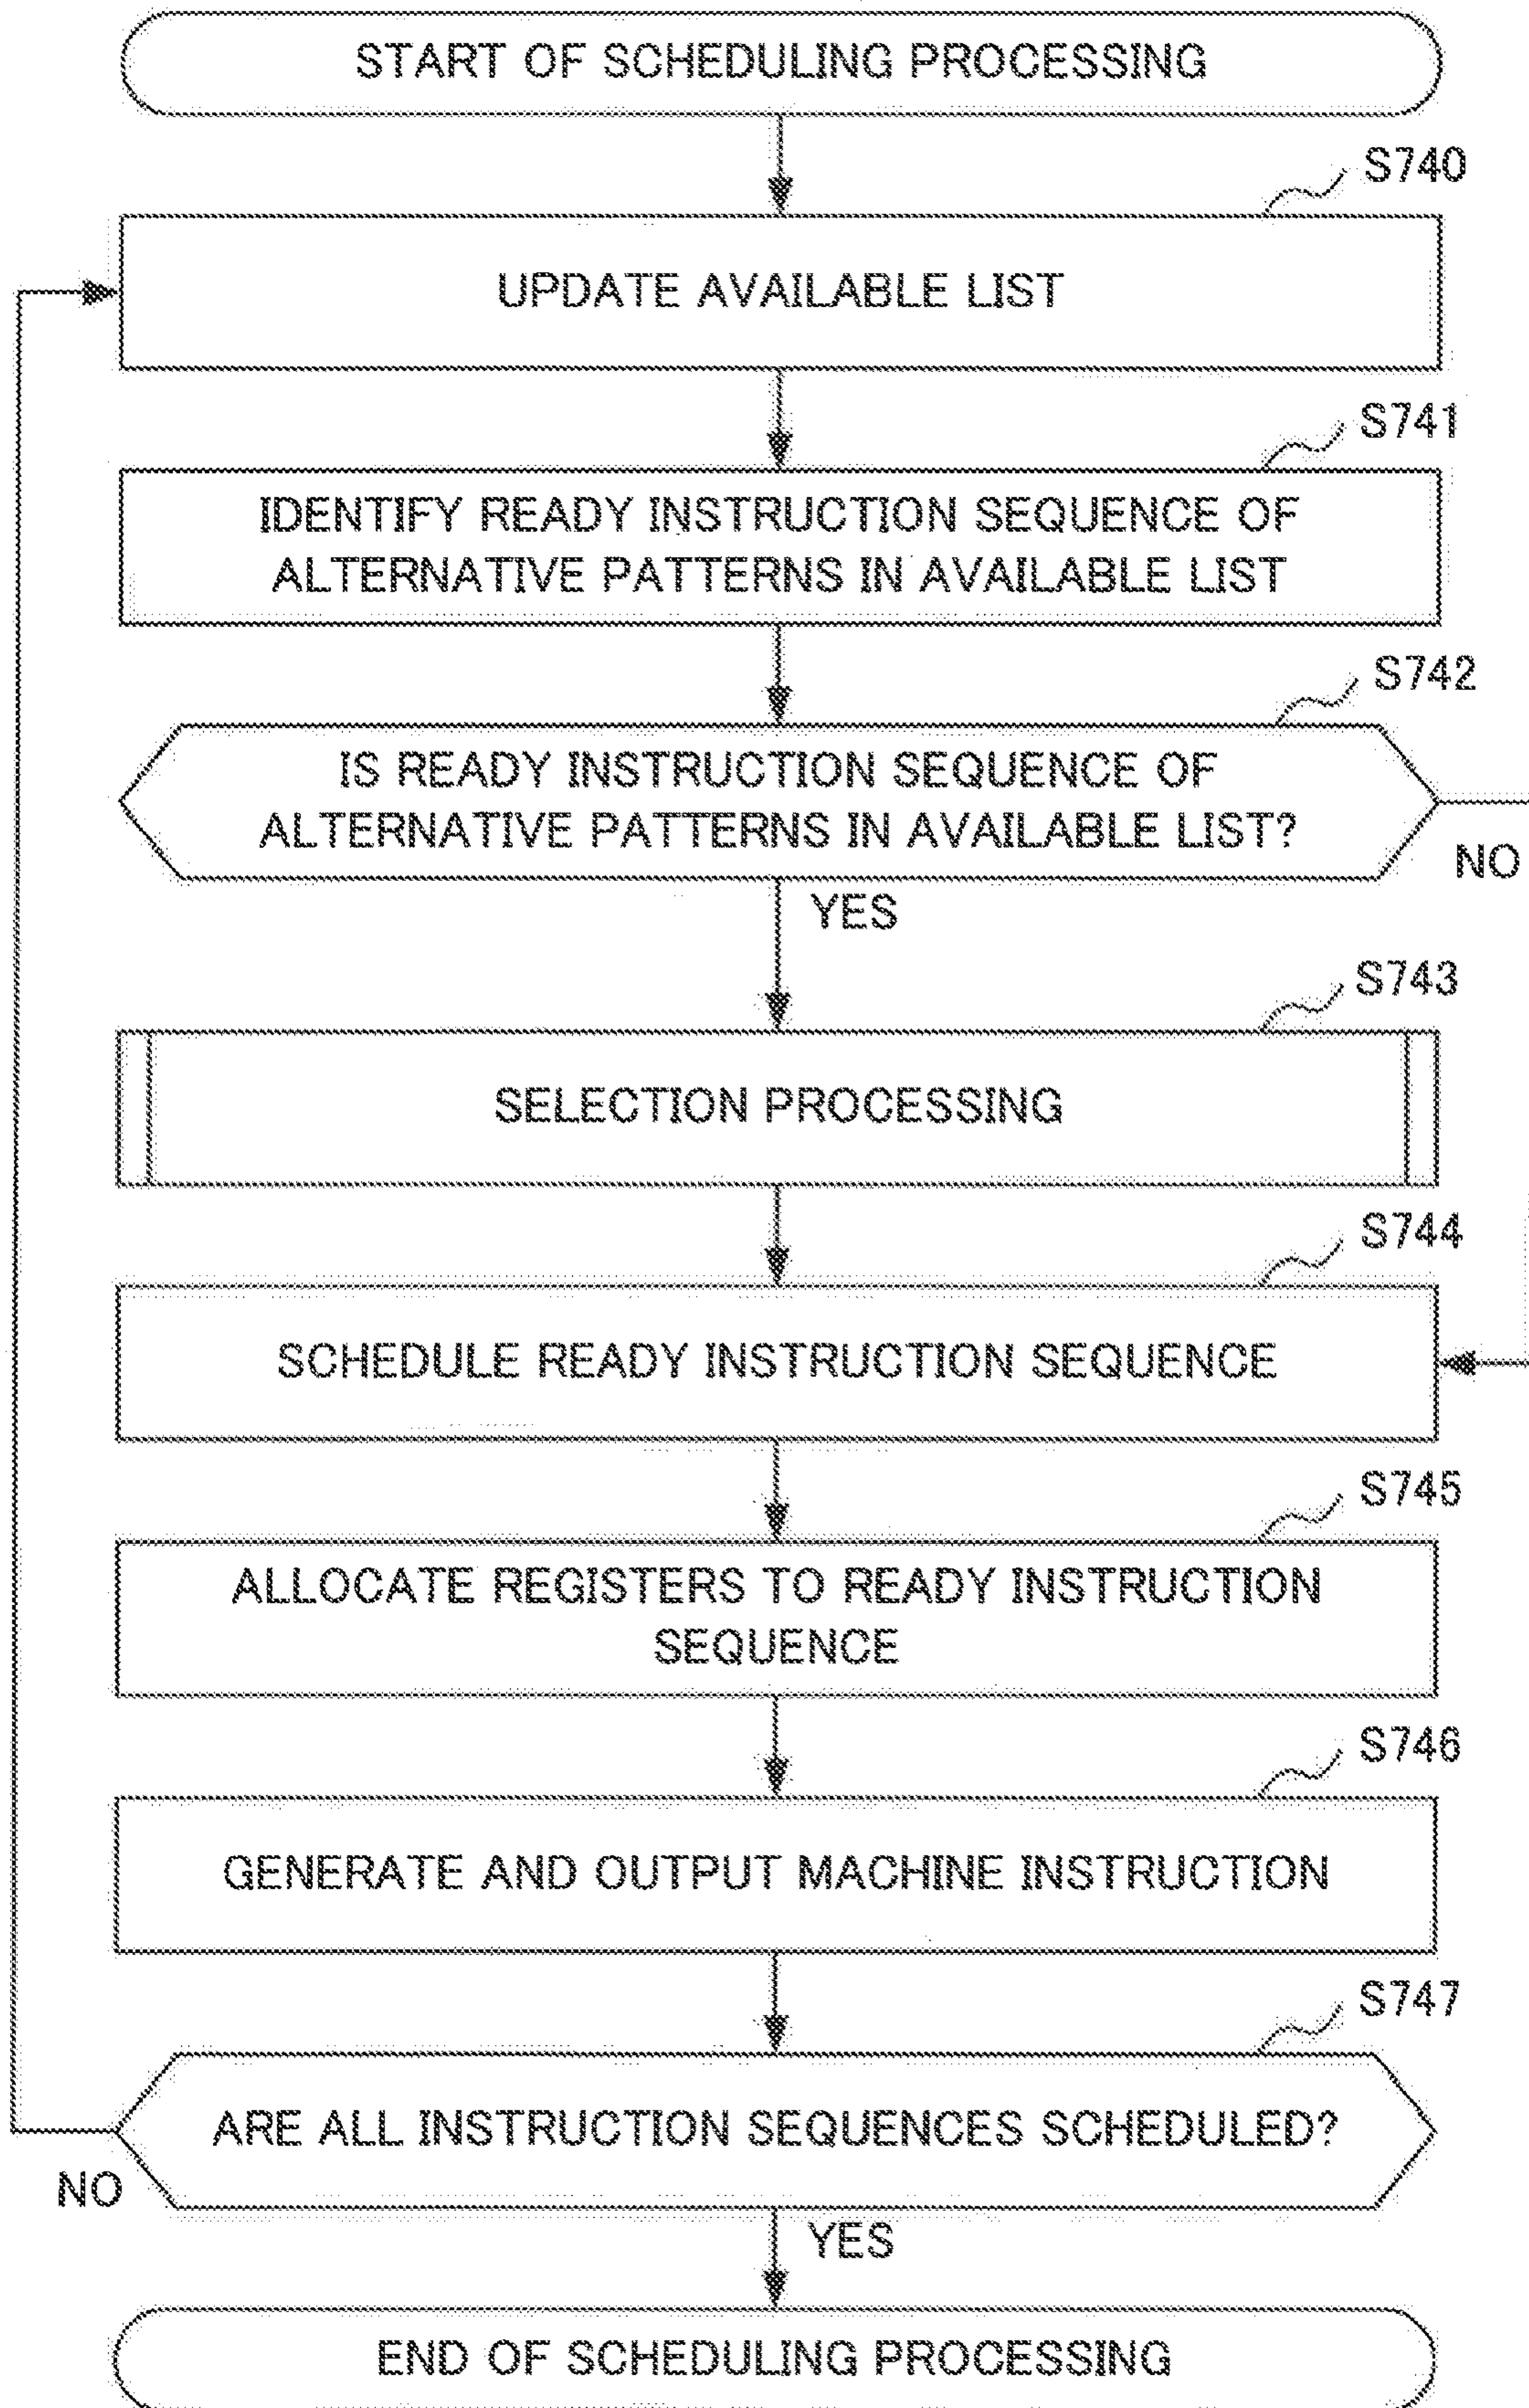 START OF SCHEDULING PROCESSING
S740
UPDATE AVAILABLE LIST
S741
IDENTIFY READY INSTRUCTION SEQUENCE OF
ALTERNATIVE PATTERNS IN AVAILABLE LIST
S742
IS READY INSTRUCTION SEQUENCE OF
ALTERNATIVE PATTERNS IN AVAILABLE LIST?
NO
YES
S743
SELECTION PROCESSING
S744
SCHEDULE READY INSTRUCTION SEQUENCE
S745
ALLOCATE REGISTERS TO READY INSTRUCTION
SEQUENCE
S746
GENERATE AND OUTPUT MACHINE INSTRUCTION
S747
ARE ALL INSTRUCTION SEQUENCES SCHEDULED?
NO
YES
END OF SCHEDULING PROCESSING